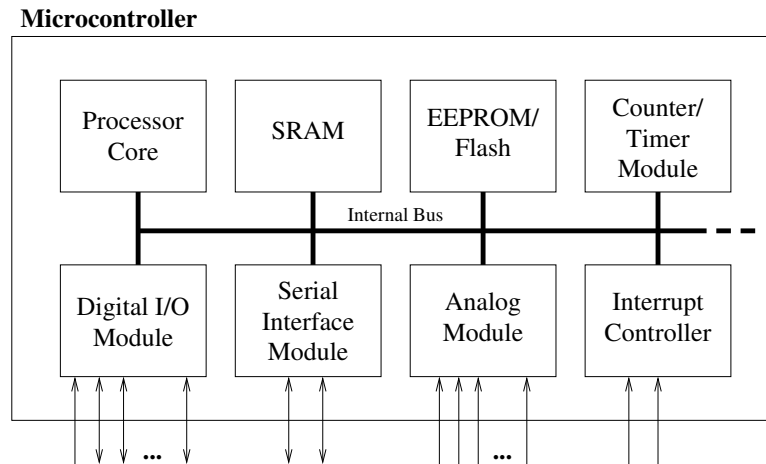 Microcontroller
Processor
Core
SRAM
EEPROM/
Flash
Counter/
Timer
Module
Internal Bus
Digital I/O
Module
Serial
Interface
Module
Analog
Module
Interrupt
Controller
...
...